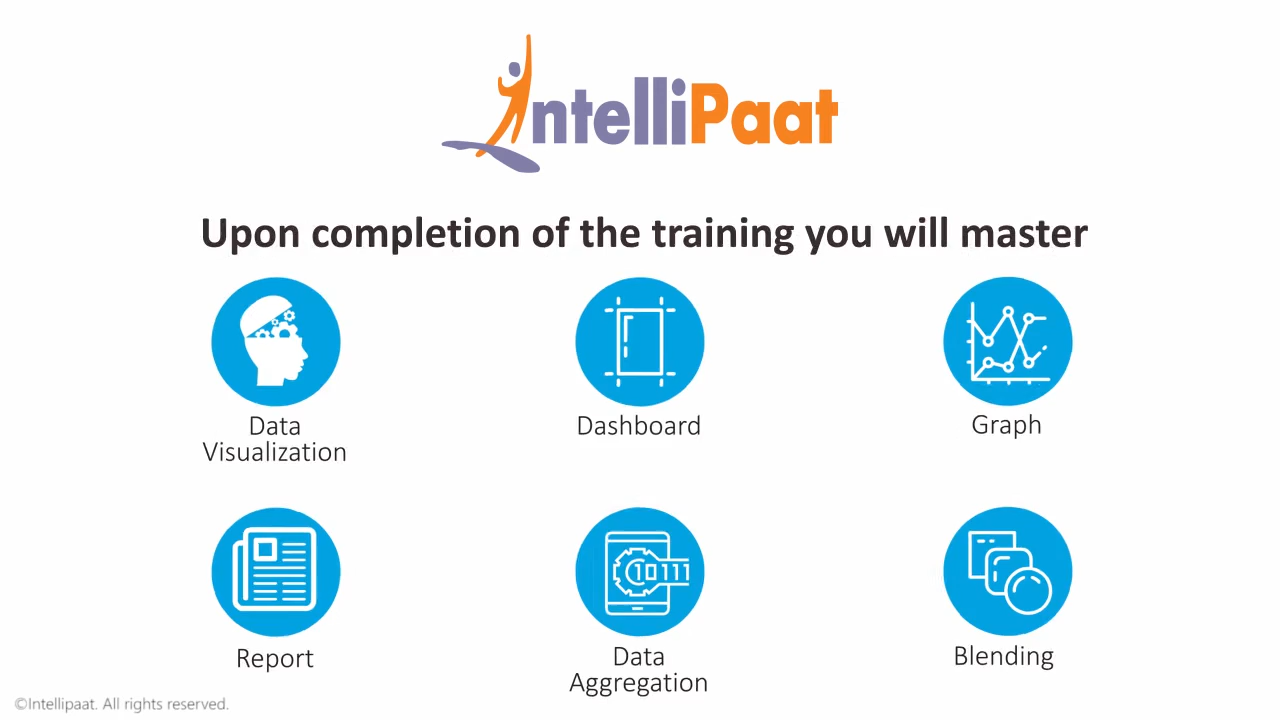 IntelliPaat
Upon completion of the training you will master
Data
Visualization
Dashboard
Graph
Report
Data
Aggregation
Blending
10111
©Intellipaat. All rights reserved.